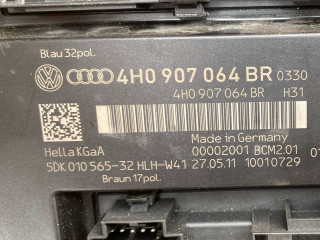 Blau 32pol.
4H0 907 064 BR 0330
4H0 907 064 BR H31
Made in Germany
Hella KGaA 00002001 BCM2.01
5DK 010 565-32 HLH-W41 27.05.11 10010729
Braun 17pol.